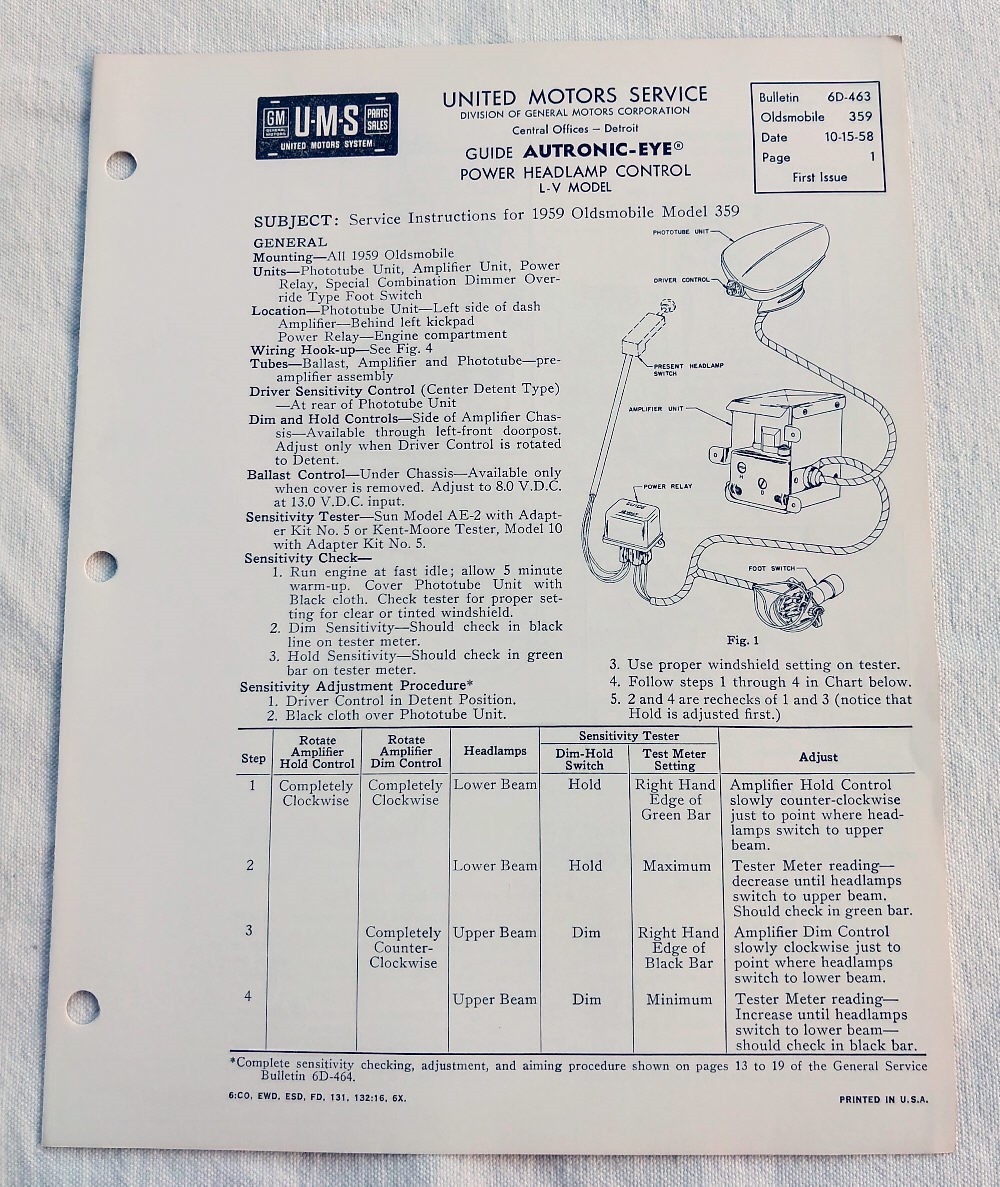 GM
GENERAL MOTORS
U·M·S
PARTS
SALES
UNITED MOTORS SYSTEM
UNITED MOTORS SERVICE
DIVISION OF GENERAL MOTORS CORPORATION
Central Offices — Detroit
GUIDE AUTRONIC-EYE®
POWER HEADLAMP CONTROL
L-V MODEL
Bulletin 6D-463
Oldsmobile 359
Date 10-15-58
Page 1
First Issue
SUBJECT: Service Instructions for 1959 Oldsmobile Model 359
GENERAL
Mounting—All 1959 Oldsmobile
Units—Phototube Unit, Amplifier Unit, Power
Relay, Special Combination Dimmer Over-
ride Type Foot Switch
Location—Phototube Unit—Left side of dash
Amplifier—Behind left kickpad
Power Relay—Engine compartment
Wiring Hook-up—See Fig. 4
Tubes—Ballast, Amplifier and Phototube—pre-
amplifier assembly
Driver Sensitivity Control (Center Detent Type)
—At rear of Phototube Unit
Dim and Hold Controls—Side of Amplifier Chas-
sis—Available through left-front doorpost.
Adjust only when Driver Control is rotated
to Detent.
Ballast Control—Under Chassis—Available only
when cover is removed. Adjust to 8.0 V.D.C.
at 13.0 V.D.C. input.
Sensitivity Tester—Sun Model AE-2 with Adapt-
er Kit No. 5 or Kent-Moore Tester, Model 10
with Adapter Kit No. 5.
Sensitivity Check—
1. Run engine at fast idle; allow 5 minute
warm-up. Cover Phototube Unit with
Black cloth. Check tester for proper set-
ting for clear or tinted windshield.
2. Dim Sensitivity—Should check in black
line on tester meter.
3. Hold Sensitivity—Should check in green
bar on tester meter.
Sensitivity Adjustment Procedure*
1. Driver Control in Detent Position.
2. Black cloth over Phototube Unit.
PHOTOTUBE UNIT
DRIVER CONTROL
PRESENT HEADLAMP
SWITCH
AMPLIFIER UNIT
H
D
POWER RELAY
GUIDE
FOOT SWITCH
Fig. 1
3. Use proper windshield setting on tester.
4. Follow steps 1 through 4 in Chart below.
5. 2 and 4 are rechecks of 1 and 3 (notice that
Hold is adjusted first.)
Step
Rotate
Amplifier
Hold Control
Rotate
Amplifier
Dim Control
Headlamps
Sensitivity Tester
Dim-Hold
Switch
Test Meter
Setting
Adjust
1
Completely
Clockwise
Completely
Clockwise
Lower Beam
Hold
Right Hand
Edge of
Green Bar
Amplifier Hold Control
slowly counter-clockwise
just to point where head-
lamps switch to upper
beam.
2
Lower Beam
Hold
Maximum
Tester Meter reading—
decrease until headlamps
switch to upper beam.
Should check in green bar.
3
Completely
Counter-
Clockwise
Upper Beam
Dim
Right Hand
Edge of
Black Bar
Amplifier Dim Control
slowly clockwise just to
point where headlamps
switch to lower beam.
4
Upper Beam
Dim
Minimum
Tester Meter reading—
Increase until headlamps
switch to lower beam—
should check in black bar.
*Complete sensitivity checking, adjustment, and aiming procedure shown on pages 13 to 19 of the General Service
Bulletin 6D-464.
6:CO, EWD, ESD, FD, 131, 132:16, 6X.
PRINTED IN U.S.A.